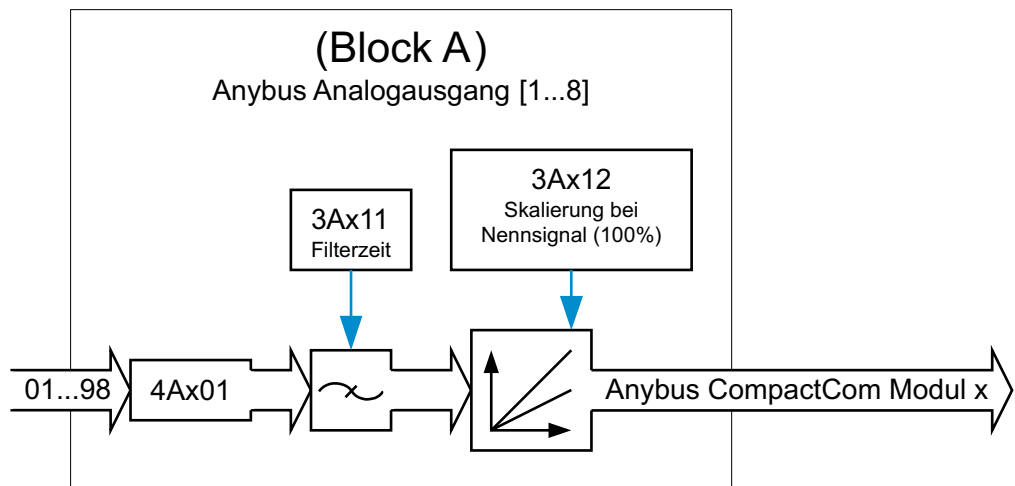 (Block A)
Anybus Analogausgang [1...8]
3Ax12
Skalierung bei
Nennsignal (100%)
3Ax11
Filterzeit
01...98
4Ax01
Anybus CompactCom Modul x